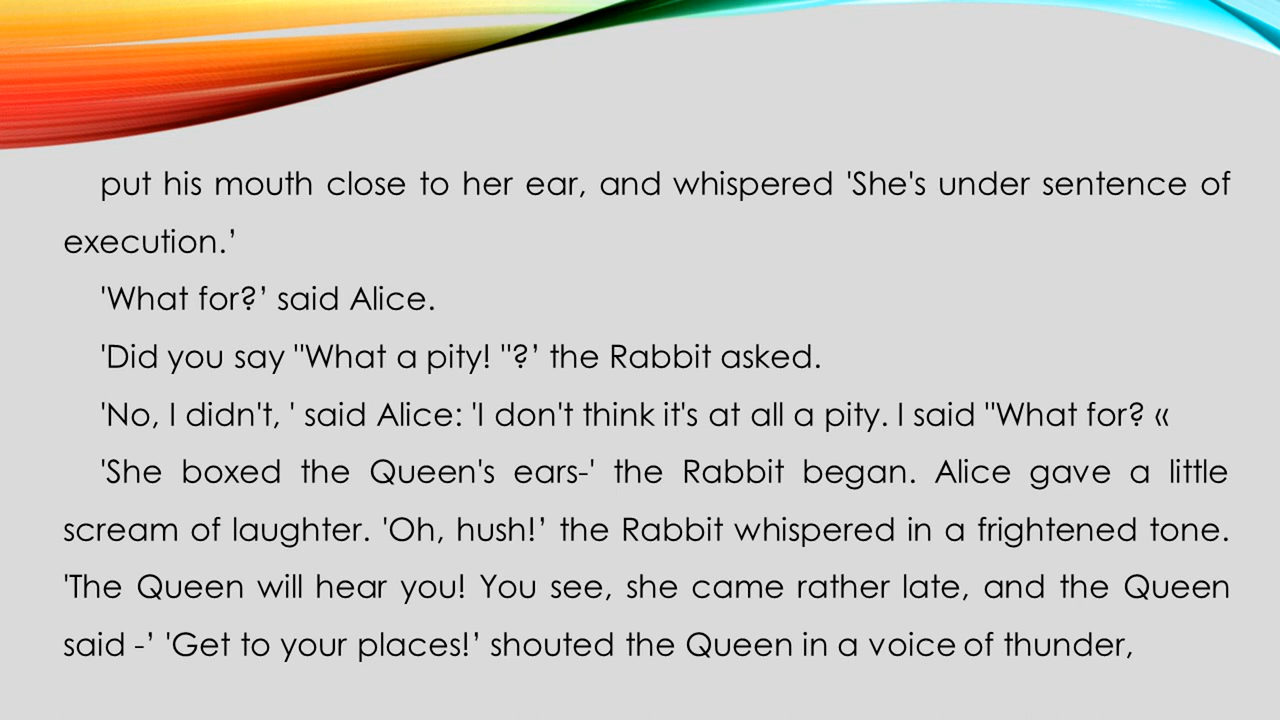 put his mouth close to her ear, and whispered 'She's under sentence of
execution.’
'What for?’ said Alice.
'Did you say "What a pity! "?’ the Rabbit asked.
'No, I didn't, ' said Alice: 'I don't think it's at all a pity. I said "What for? «
'She boxed the Queen's ears-' the Rabbit began. Alice gave a little
scream of laughter. 'Oh, hush!’ the Rabbit whispered in a frightened tone.
'The Queen will hear you! You see, she came rather late, and the Queen
said -’ 'Get to your places!’ shouted the Queen in a voice of thunder,